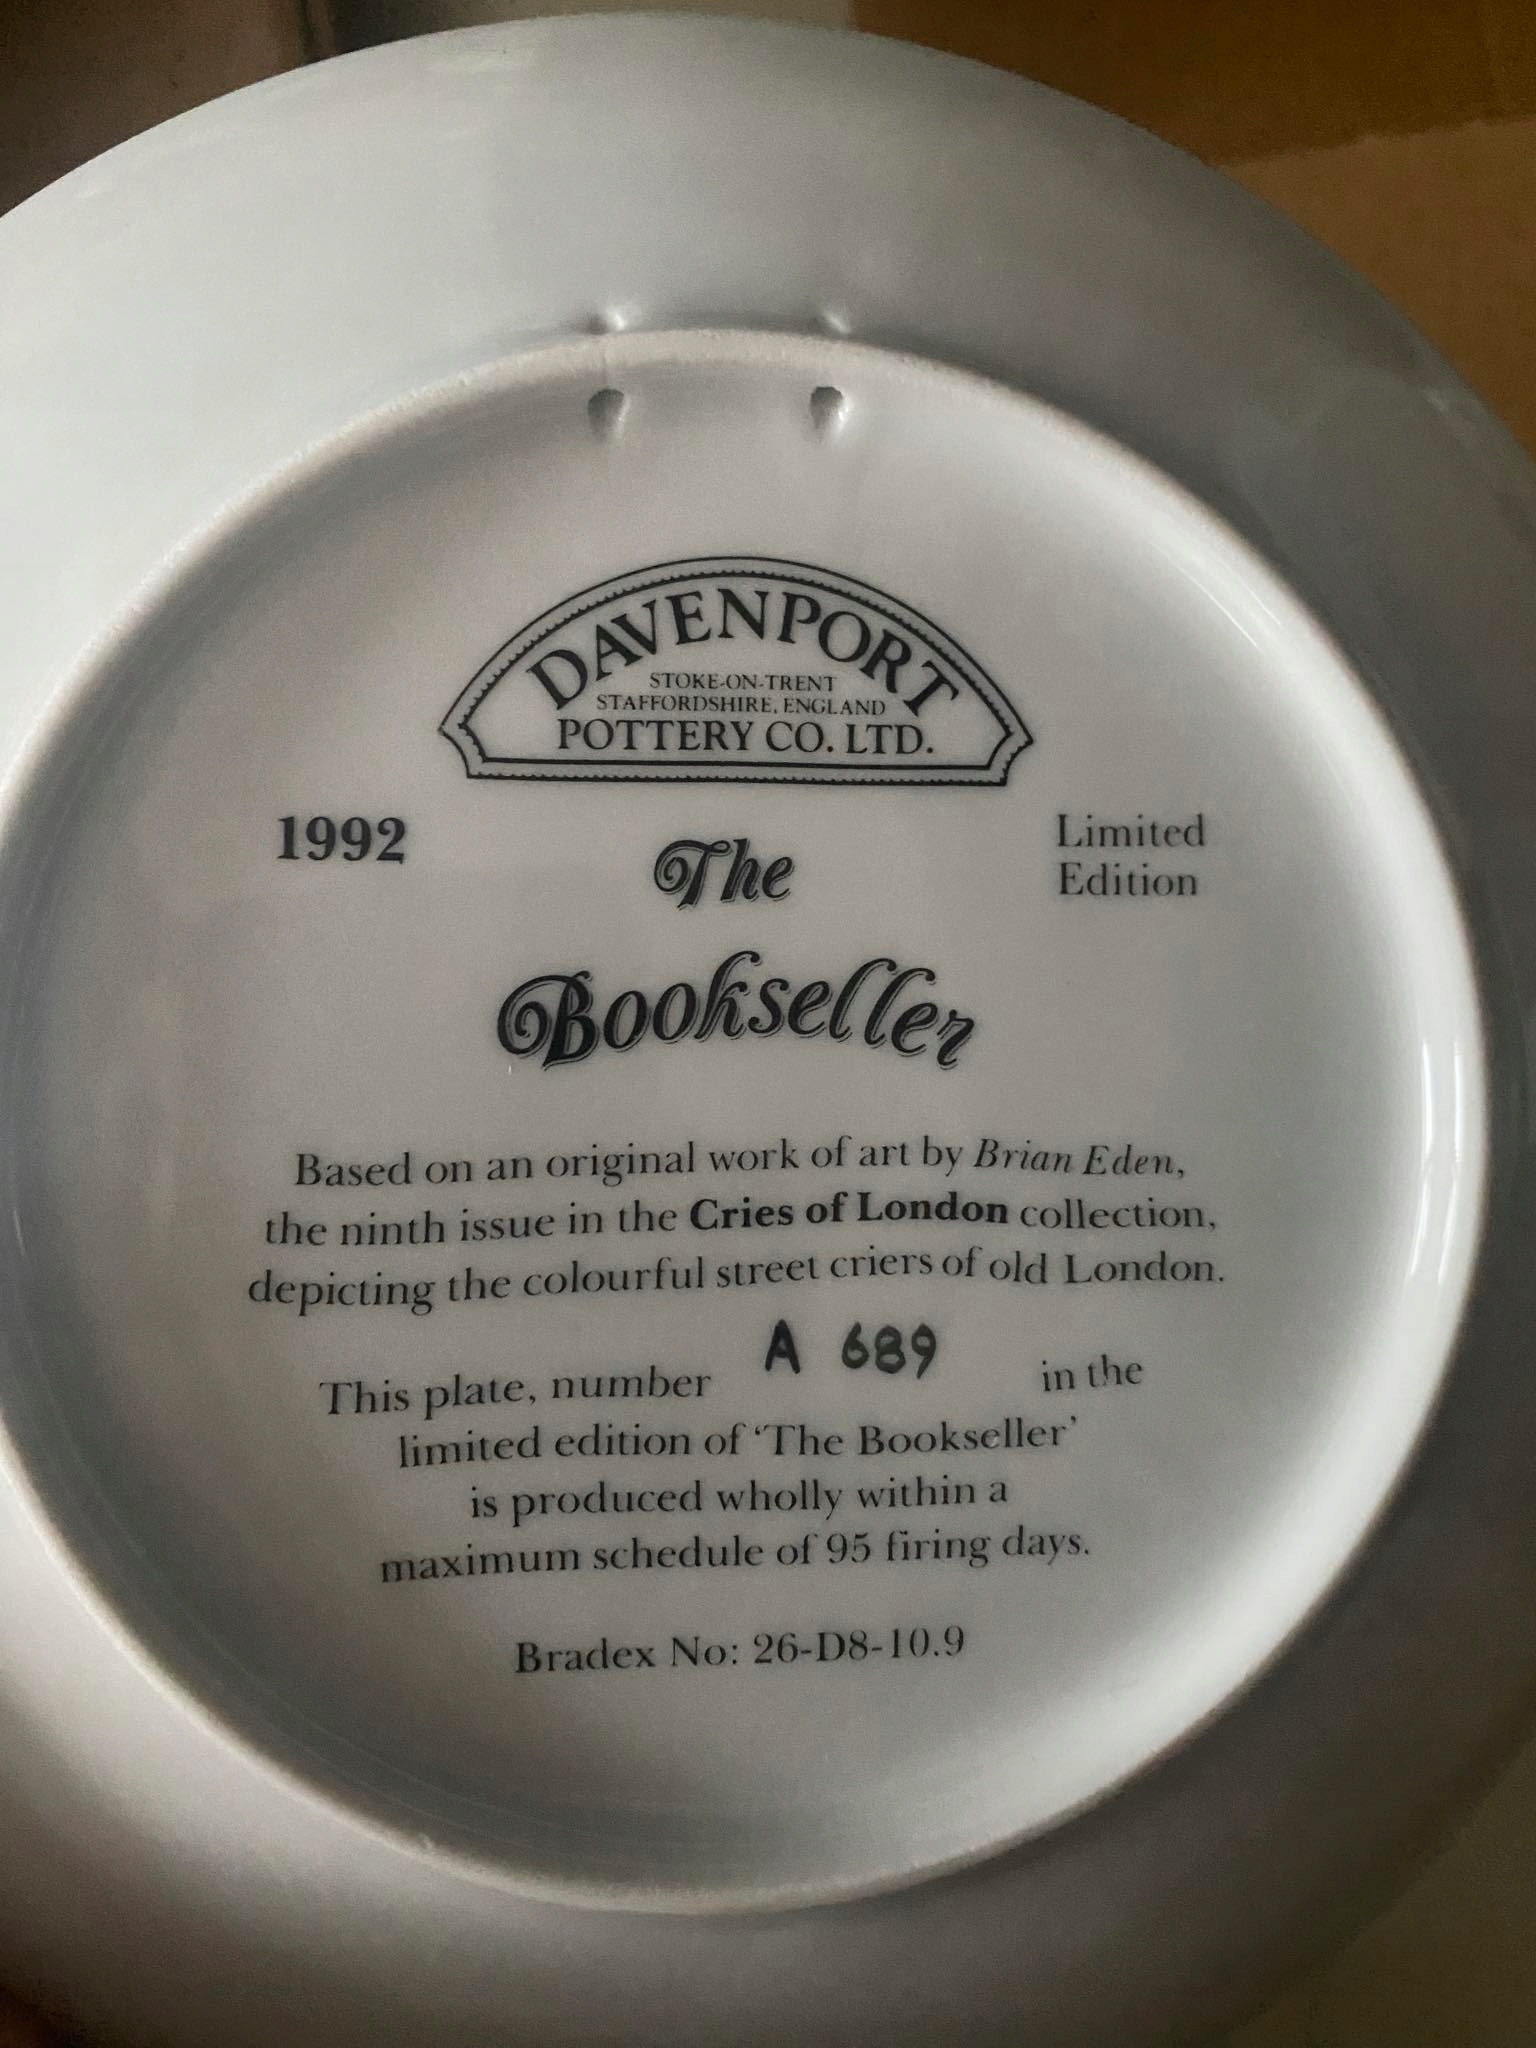 DAVENPORT
STOKE-ON-TRENT
STAFFORDSHIRE, ENGLAND
POTTERY CO. LTD.
1992
Limited
Edition
The
Bookseller
Based on an original work of art by Brian Eden,
the ninth issue in the Cries of London collection,
depicting the colourful street criers of old London.
This plate, number A 689 in the
limited edition of ‘The Bookseller’
is produced wholly within a
maximum schedule of 95 firing days.
Bradex No: 26-D8-10.9